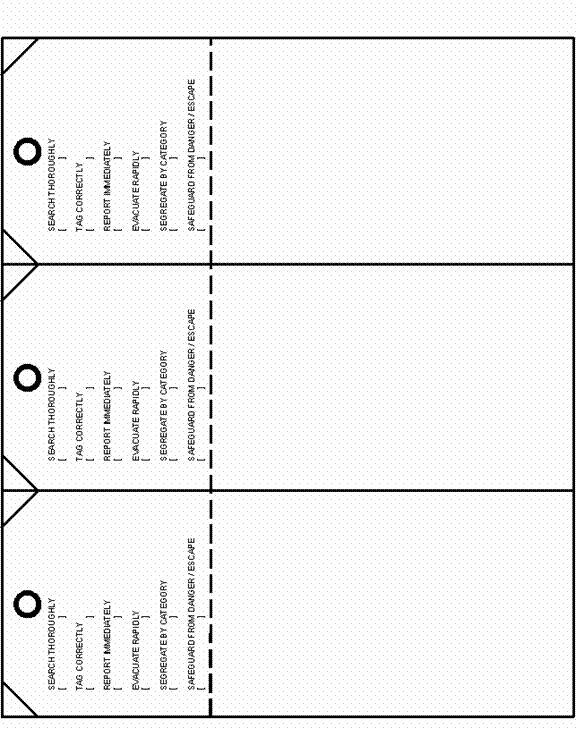 SEARCH THOROUGHLY
[ ]
TAG CORRECTLY
[ ]
REPORT IMMEDIATELY
[ ]
EVACUATE RAPIDLY
[ ]
SEGREGATE BY CATEGORY
[ ]
SAFEGUARD FROM DANGER / ESCAPE
[ ]
SEARCH THOROUGHLY
[ ]
TAG CORRECTLY
[ ]
REPORT IMMEDIATELY
[ ]
EVACUATE RAPIDLY
[ ]
SEGREGATE BY CATEGORY
[ ]
SAFEGUARD FROM DANGER / ESCAPE
[ ]
SEARCH THOROUGHLY
[ ]
TAG CORRECTLY
[ ]
REPORT IMMEDIATELY
[ ]
EVACUATE RAPIDLY
[ ]
SEGREGATE BY CATEGORY
[ ]
SAFEGUARD FROM DANGER / ESCAPE
[ ]